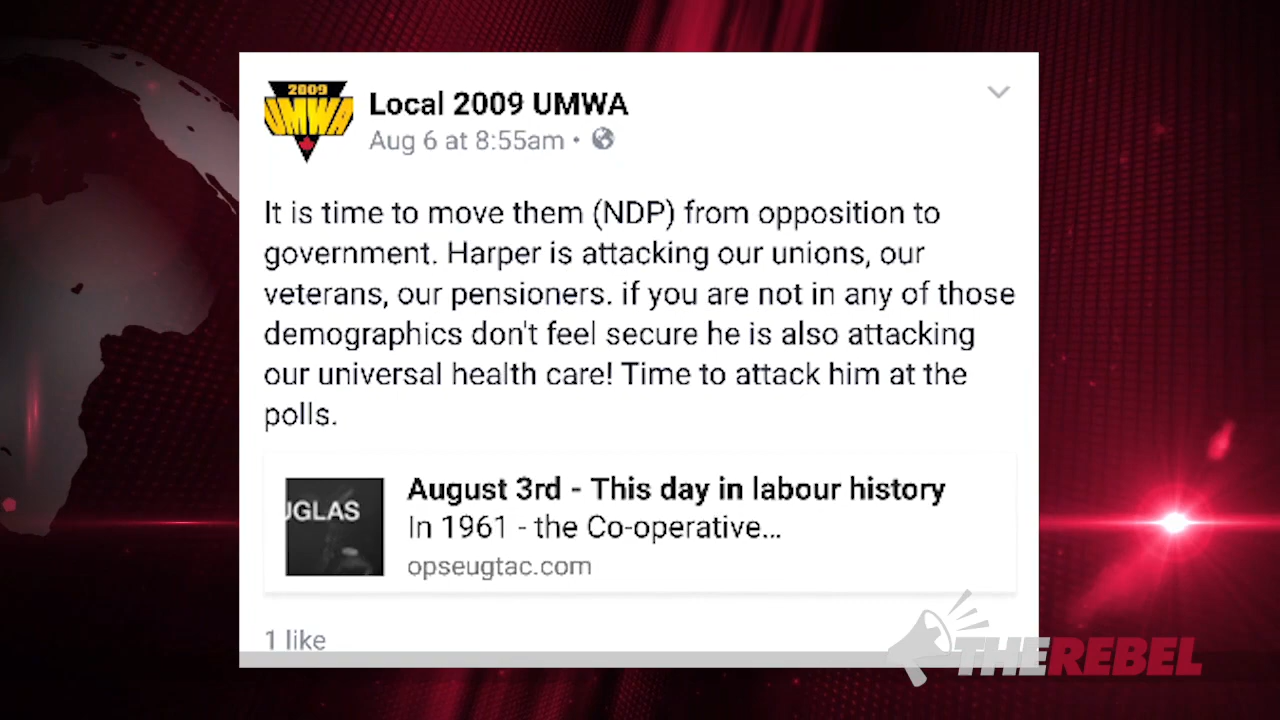 2009
UMWA
Local 2009 UMWA
Aug 6 at 8:55am •
It is time to move them (NDP) from opposition to
government. Harper is attacking our unions, our
veterans, our pensioners. if you are not in any of those
demographics don't feel secure he is also attacking
our universal health care! Time to attack him at the
polls.
UGLAS
August 3rd - This day in labour history
In 1961 - the Co-operative...
opseugtac.com
1 like
THEREBEL